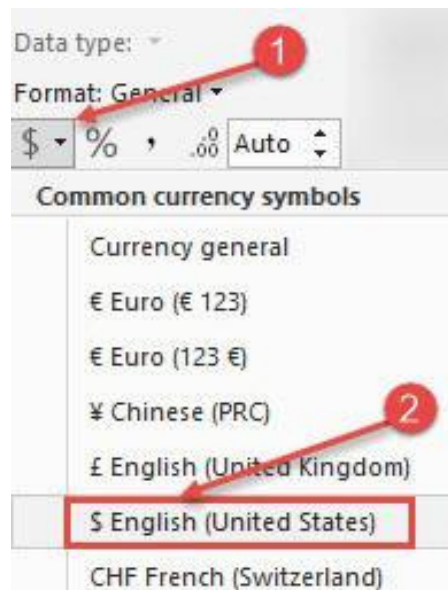 Data type:
1
Format: General
$ % , .00 Auto
Common currency symbols
Currency general
€ Euro (€ 123)
€ Euro (123 €)
¥ Chinese (PRC)
2
£ English (United Kingdom)
$ English (United States)
CHF French (Switzerland)